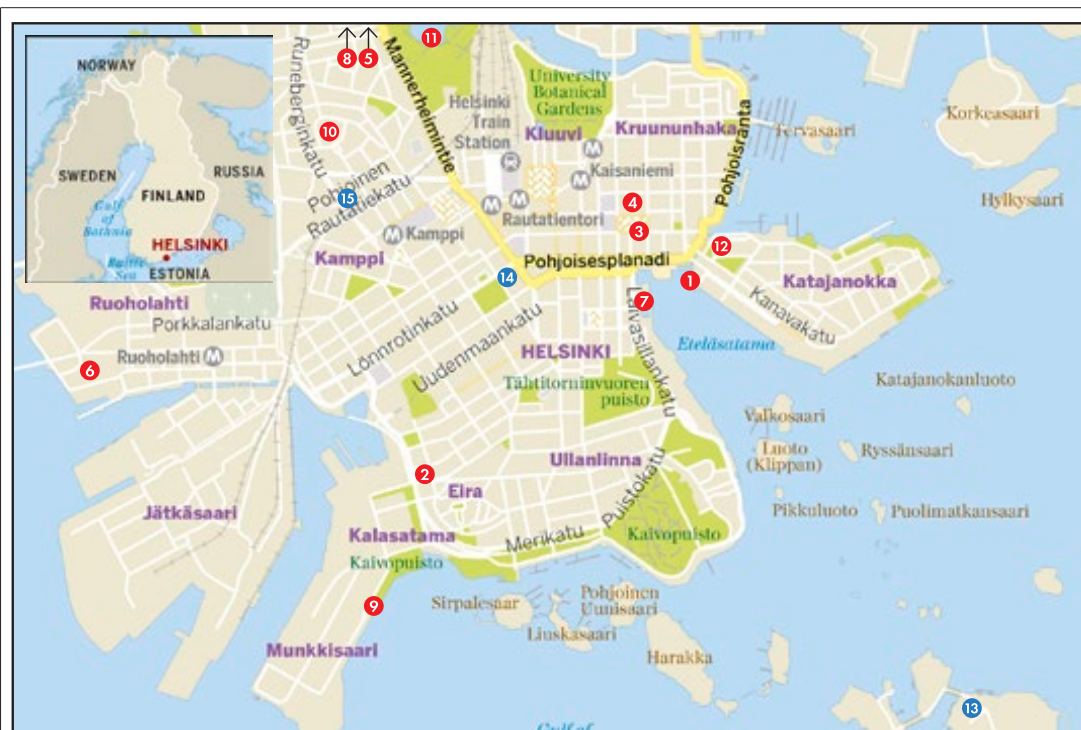 NORWAY
SWEDEN
FINLAND
RUSSIA
Gulf
of
Bothnia
HELSINKI
Baltic
Sea
ESTONIA
8
5
11
Runeberginkatu
Mannerheimintie
10
Helsinki
Train
Station
University
Botanical
Gardens
Kluuvi
Kruununhaka
Pohjoisranta
Tervasaari
Korkeasaari
Hylkysaari
M
Kaisaniemi
M
Pohjoinen
Rautatiekatu
15
M
M
Rautatientori
4
3
M Kamppi
Kamppi
14
Pohjoisesplanadi
12
1
Katajanokka
Kanavakatu
7
Laivasillankatu
Eteläsatama
Ruoholahti
Porkkalankatu
Ruoholahti M
6
Lönnrotinkatu
Uudenmaankatu
HELSINKI
Tähtitorninvuoren
puisto
Katajanokanluoto
Valkosaari
Luoto
(Klippan)
Ryssänsaari
Pikkuluoto
Puolimatkansaari
Ullanlinna
2
Eira
Puistokatu
Jätkäsaari
Kalasatama
Kaivopuisto
Merikatu
Kaivopuisto
9
Sirpalesaar
Pohjoinen
Uunisaari
Liuskasaari
Harakka
Munkkisaari
13
Gulf of